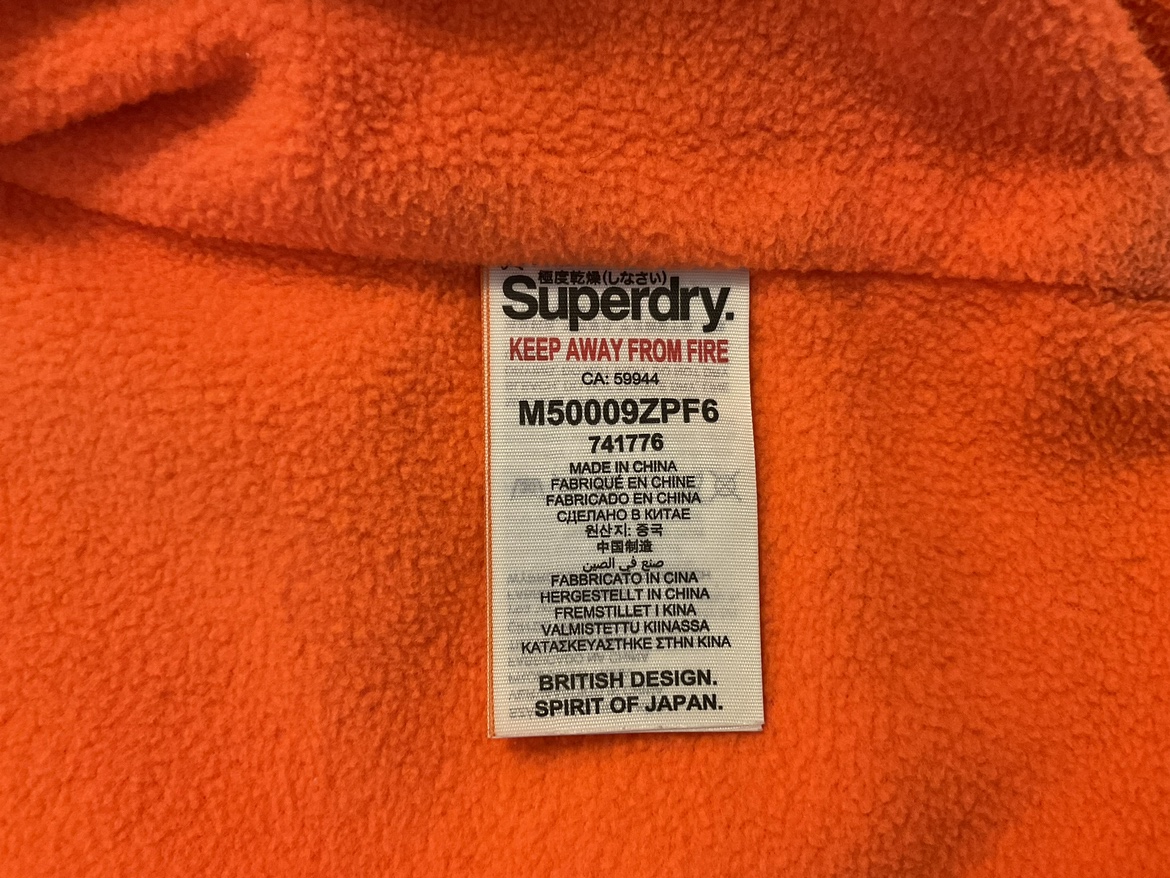 極度乾燥(しなさい)
Superdry.
KEEP AWAY FROM FIRE
CA: 59944
M50009ZPF6
741776
MADE IN CHINA
FABRIQUÉ EN CHINE
FABRICADO EN CHINA
СДЕЛАНО В КИТАЕ
원산지: 중국
中国制造
صنع في الصين
FABBRICATO IN CINA
HERGESTELLT IN CHINA
FREMSTILLET I KINA
VALMISTETTU KIINASSA
ΚΑΤΑΣΚΕΥΑΣΤΗΚΕ ΣΤΗΝ ΚΙΝΑ
BRITISH DESIGN.
SPIRIT OF JAPAN.